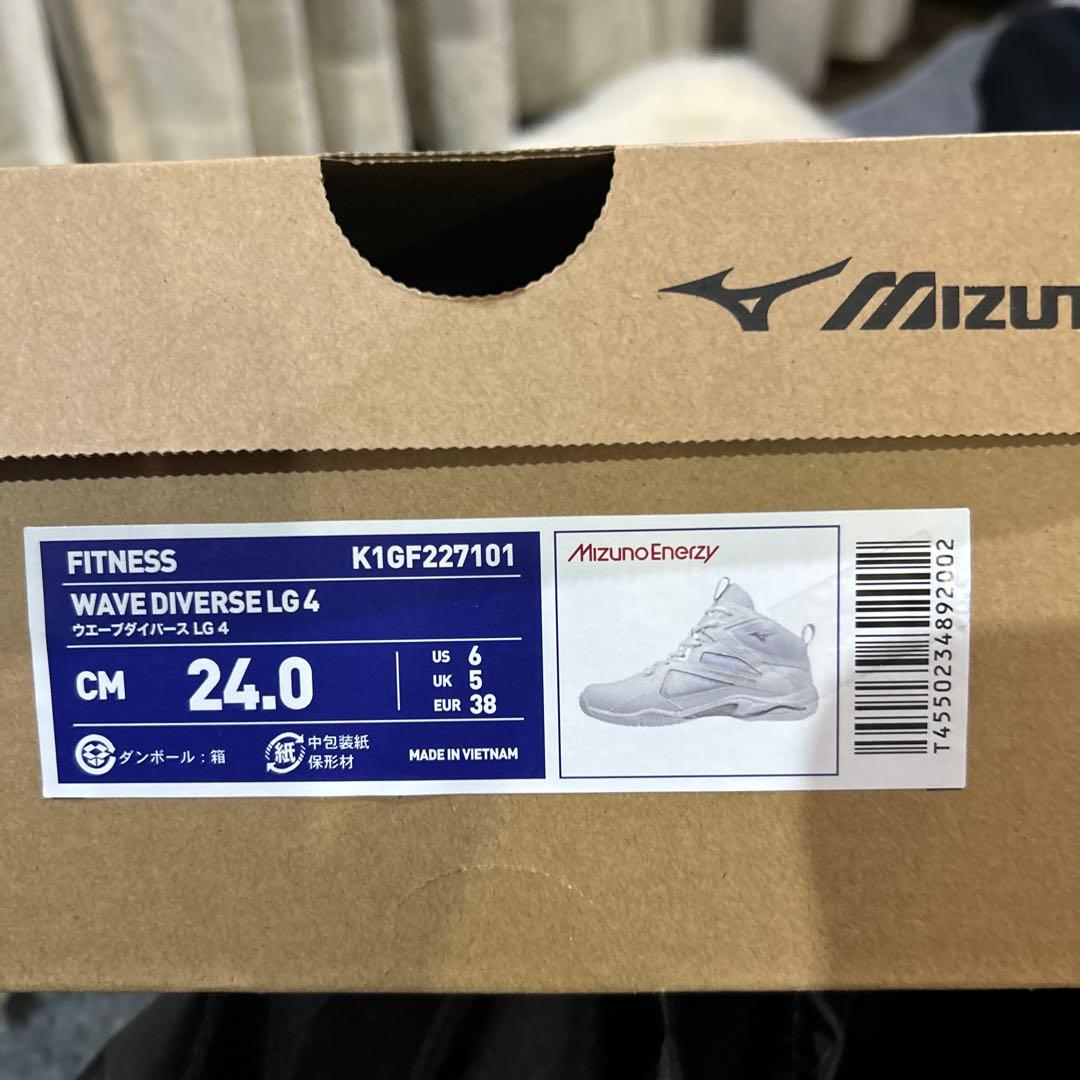 MIZUN
FITNESS K1GF227101
WAVE DIVERSE LG 4
ウエーブダイバース LG 4
CM 24.0
US 6
UK 5
EUR 38
ダンボール：箱
紙 中包装紙
保形材
MADE IN VIETNAM
MizunoEnerzy
T4550234892002